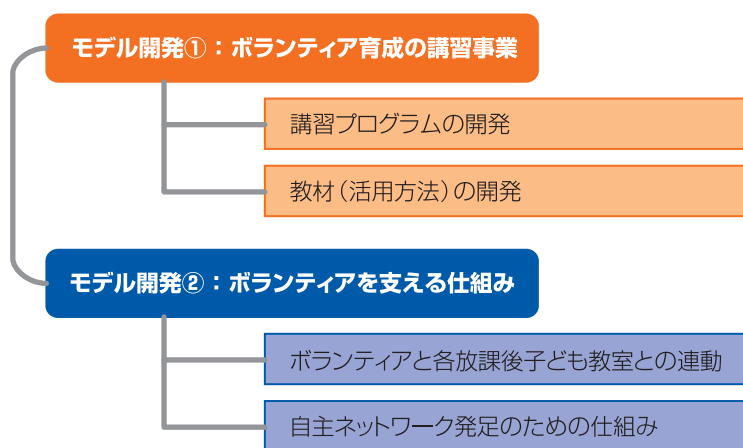 モデル開発①：ボランティア育成の講習事業
講習プログラムの開発
教材（活用方法）の開発
モデル開発②：ボランティアを支える仕組み
ボランティアと各放課後子ども教室との連動
自主ネットワーク発足のための仕組み